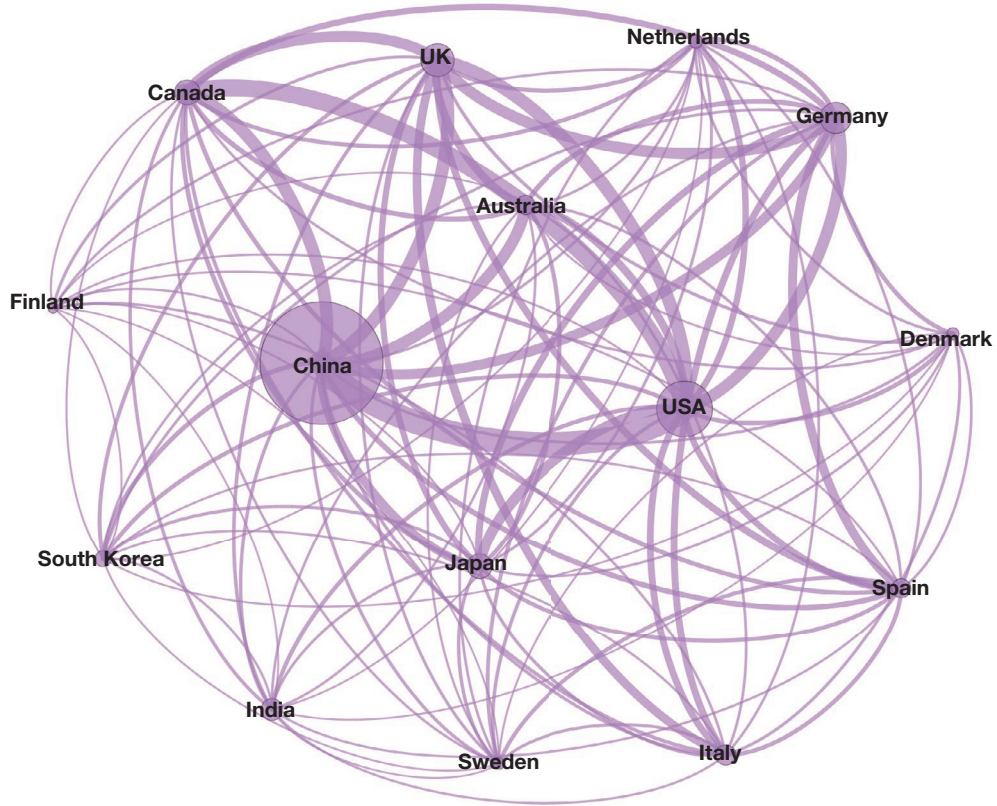 Netherlands
UK
Canada
Germany
Australia
Finland
Denmark
China
USA
South Korea
Japan
Spain
India
Italy
Sweden